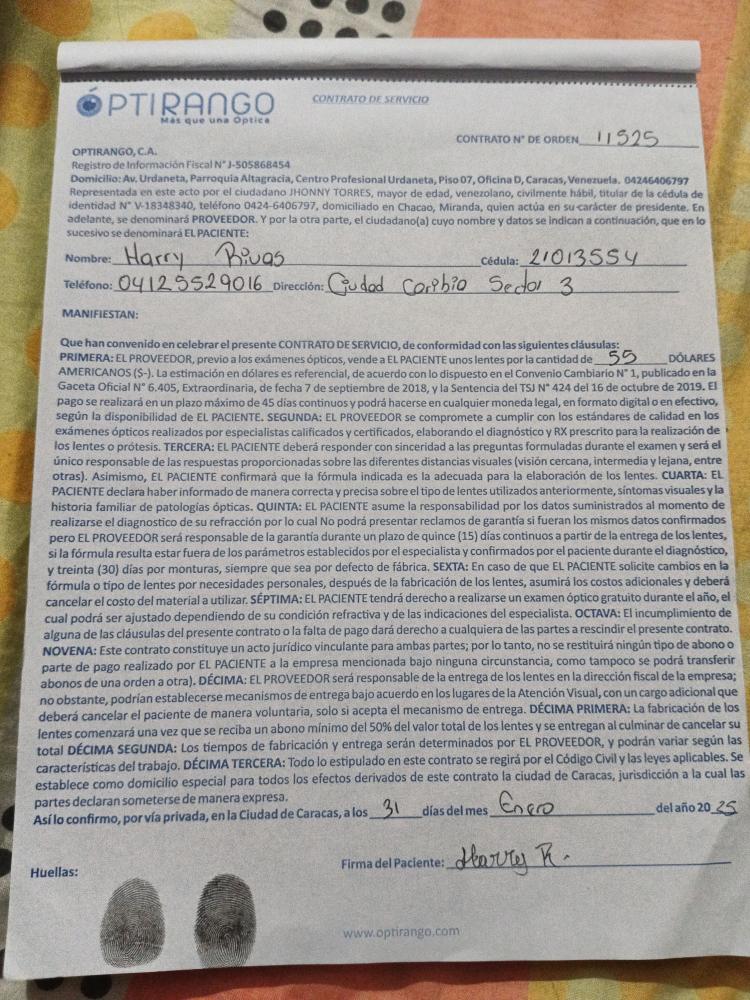 OPTIRANGO
Más que una Óptica
CONTRATO DE SERVICIO
CONTRATO N° DE ORDEN 11525
OPTIRANGO, C.A.
Registro de Información Fiscal N° J-505868454
Domicilio: Av. Urdaneta, Parroquia Altagracia, Centro Profesional Urdaneta, Piso 07, Oficina D, Caracas, Venezuela. 04246406797
Representada en este acto por el ciudadano JHONNY TORRES, mayor de edad, venezolano, civilmente hábil, titular de la cédula de
identidad N° V-18348340, teléfono 0424-6406797, domiciliado en Chacao, Miranda, quien actúa en su carácter de presidente. En
adelante, se denominará PROVEEDOR. Y por la otra parte, el ciudadano(a) cuyo nombre y datos se indican a continuación, que en lo
sucesivo se denominará EL PACIENTE:
Nombre: Harry Rivas Cédula: 21013554
Teléfono: 04125529016 Dirección: Ciudad Caribia Sector 3
MANIFIESTAN:
Que han convenido en celebrar el presente CONTRATO DE SERVICIO, de conformidad con las siguientes cláusulas:
PRIMERA: EL PROVEEDOR, previo a los exámenes ópticos, vende a EL PACIENTE unos lentes por la cantidad de 55 DÓLARES
AMERICANOS ($-). La estimación en dólares es referencial, de acuerdo con lo dispuesto en el Convenio Cambiario N° 1, publicado en la
Gaceta Oficial N° 6.405, Extraordinaria, de fecha 7 de septiembre de 2018, y la Sentencia del TSJ N° 424 del 16 de octubre de 2019. El
pago se realizará en un plazo máximo de 45 días continuos y podrá hacerse en cualquier moneda legal, en formato digital o en efectivo,
según la disponibilidad de EL PACIENTE. SEGUNDA: EL PROVEEDOR se compromete a cumplir con los estándares de calidad en los
exámenes ópticos realizados por especialistas calificados y certificados, elaborando el diagnóstico y RX prescrito para la realización de
los lentes o prótesis. TERCERA: EL PACIENTE deberá responder con sinceridad a las preguntas formuladas durante el examen y será el
único responsable de las respuestas proporcionadas sobre las diferentes distancias visuales (visión cercana, intermedia y lejana, entre
otras). Asimismo, EL PACIENTE confirmará que la fórmula indicada es la adecuada para la elaboración de los lentes. CUARTA: EL
PACIENTE declara haber informado de manera correcta y precisa sobre el tipo de lentes utilizados anteriormente, síntomas visuales y la
historia familiar de patologías ópticas. QUINTA: EL PACIENTE asume la responsabilidad por los datos suministrados al momento de
realizarse el diagnostico de su refracción por lo cual No podrá presentar reclamos de garantía si fueran los mismos datos confirmados
pero EL PROVEEDOR será responsable de la garantía durante un plazo de quince (15) días continuos a partir de la entrega de los lentes,
si la fórmula resulta estar fuera de los parámetros establecidos por el especialista y confirmados por el paciente durante el diagnóstico,
y treinta (30) días por monturas, siempre que sea por defecto de fábrica. SEXTA: En caso de que EL PACIENTE solicite cambios en la
fórmula o tipo de lentes por necesidades personales, después de la fabricación de los lentes, asumirá los costos adicionales y deberá
cancelar el costo del material a utilizar. SÉPTIMA: EL PACIENTE tendrá derecho a realizarse un examen óptico gratuito durante el año, el
cual podrá ser ajustado dependiendo de su condición refractiva y de las indicaciones del especialista. OCTAVA: El incumplimiento de
alguna de las cláusulas del presente contrato o la falta de pago dará derecho a cualquiera de las partes a rescindir el presente contrato.
NOVENA: Este contrato constituye un acto jurídico vinculante para ambas partes; por lo tanto, no se restituirá ningún tipo de abono o
parte de pago realizado por EL PACIENTE a la empresa mencionada bajo ninguna circunstancia, como tampoco se podrá transferir
abonos de una orden a otra). DÉCIMA: EL PROVEEDOR será responsable de la entrega de los lentes en la dirección fiscal de la empresa;
no obstante, podrían establecerse mecanismos de entrega bajo acuerdo en los lugares de la Atención Visual, con un cargo adicional que
deberá cancelar el paciente de manera voluntaria, solo si acepta el mecanismo de entrega. DÉCIMA PRIMERA: La fabricación de los
lentes comenzará una vez que se reciba un abono mínimo del 50% del valor total de los lentes y se entregan al culminar de cancelar su
total DÉCIMA SEGUNDA: Los tiempos de fabricación y entrega serán determinados por EL PROVEEDOR, y podrán variar según las
características del trabajo. DÉCIMA TERCERA: Todo lo estipulado en este contrato se regirá por el Código Civil y las leyes aplicables. Se
establece como domicilio especial para todos los efectos derivados de este contrato la ciudad de Caracas, jurisdicción a la cual las
partes declaran someterse de manera expresa.
Así lo confirmo, por vía privada, en la Ciudad de Caracas, a los 31 días del mes Enero del año 20 25
Huellas:
Firma del Paciente: Harry R.
www.optirango.com